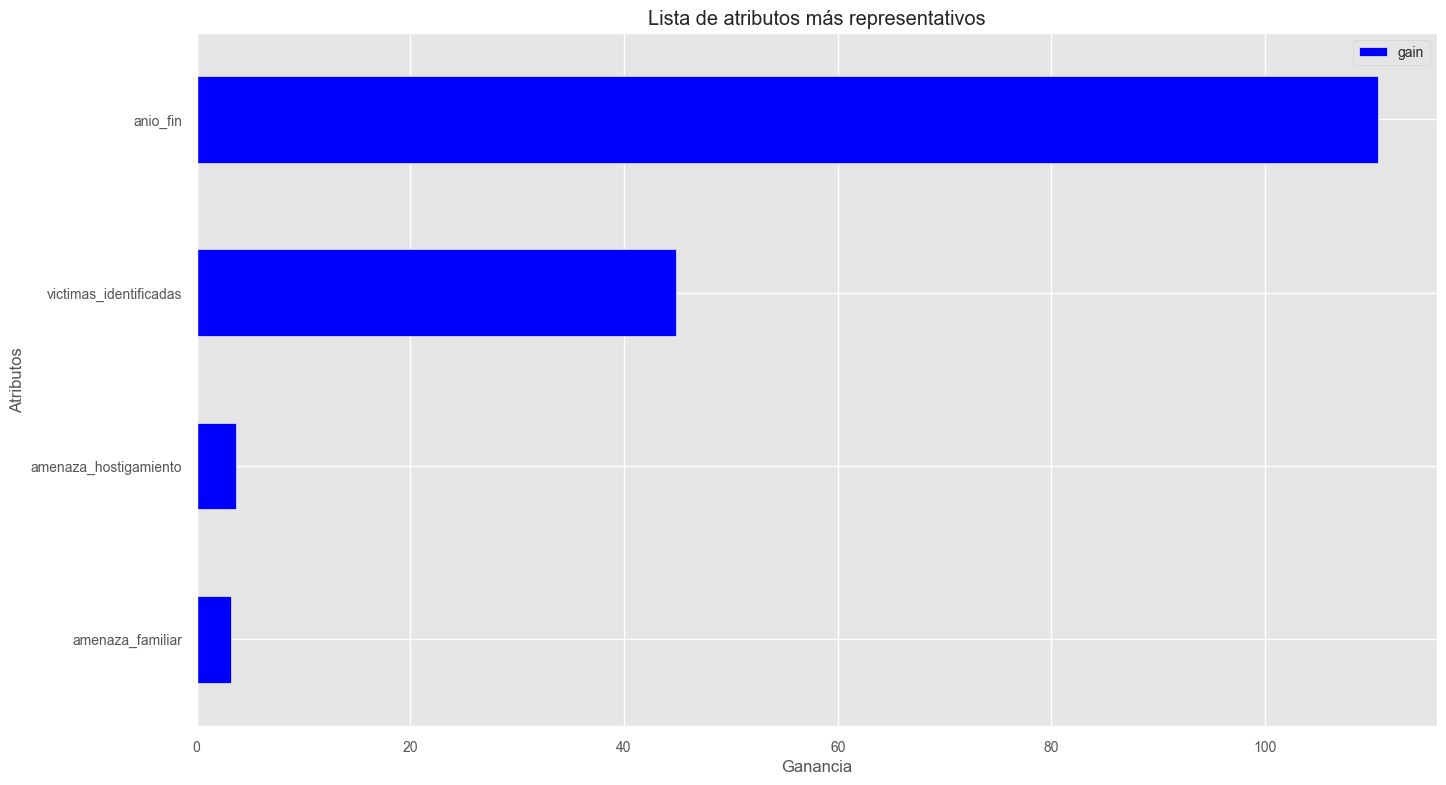 Lista de atributos más representativos
gain
anio_fin
victimas_identificadas
amenaza_hostigamiento
amenaza_familiar
Atributos
0 20 40 60 80 100
Ganancia